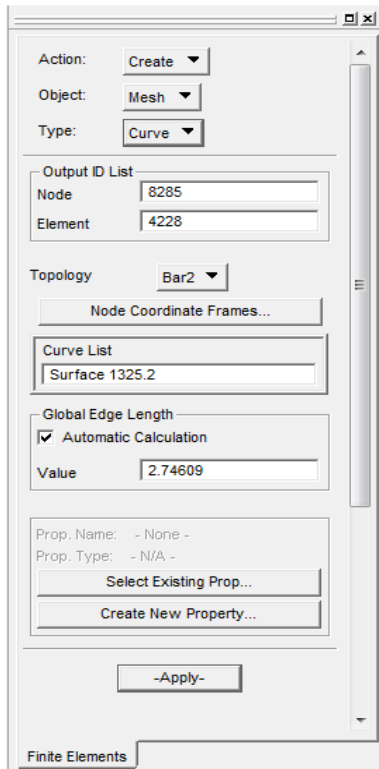 Action: Create
Object: Mesh
Type: Curve
Output ID List
Node 8285
Element 4228
Topology Bar2
Node Coordinate Frames...
Curve List
Surface 1325.2
Global Edge Length
Automatic Calculation
Value 2.74609
Prop. Name: - None -
Prop. Type: - N/A -
Select Existing Prop...
Create New Property...
-Apply-
Finite Elements